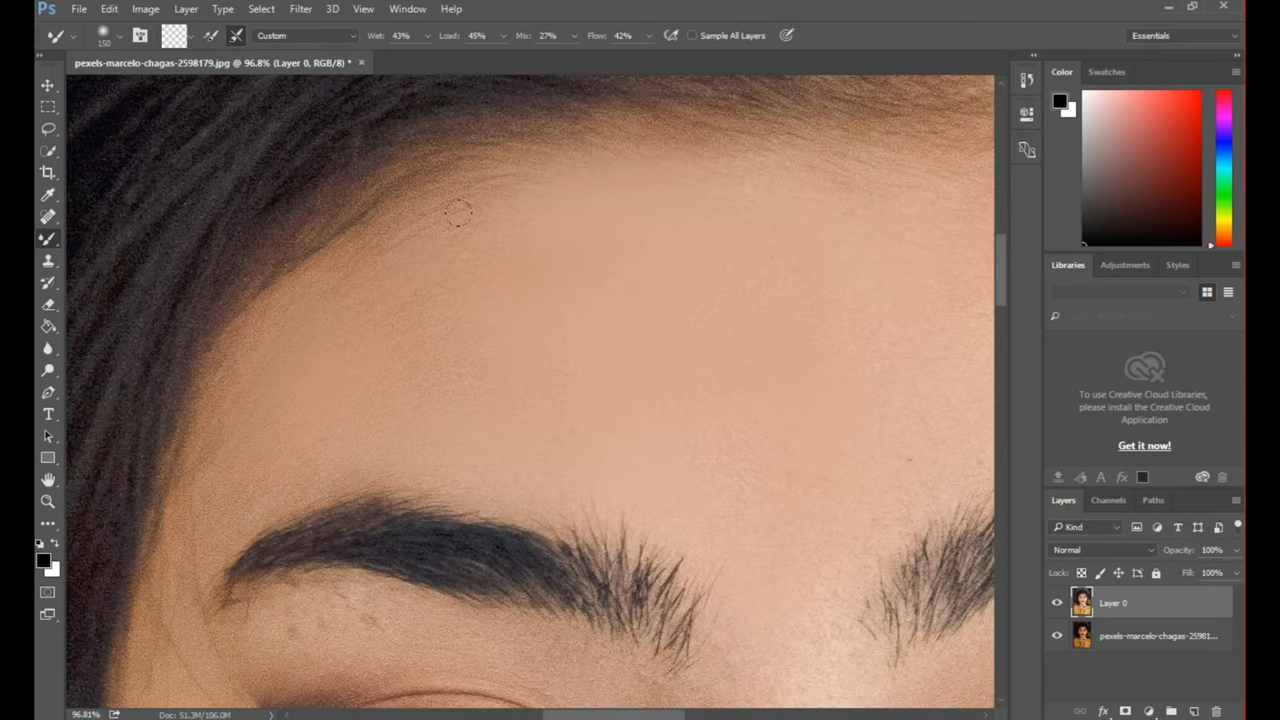 Ps File Edit Image Layer Type Select Filter 3D View Window Help
150 Custom Wet: 43% Load: 45% Mix: 27% Flow: 42% Sample All Layers Essentials
pexels-marcelo-chagas-2598179.jpg @ 96.8% (Layer 0, RGB/8) * ×
Color Swatches
Libraries Adjustments Styles
To use Creative Cloud Libraries,
please install the Creative Cloud
Application
Get it now!
Layers Channels Paths
Kind
Normal Opacity: 100%
Lock: Fill: 100%
Layer 0
pexels-marcelo-chagas-25981...
96.81% Doc: 51.3M/106.0M